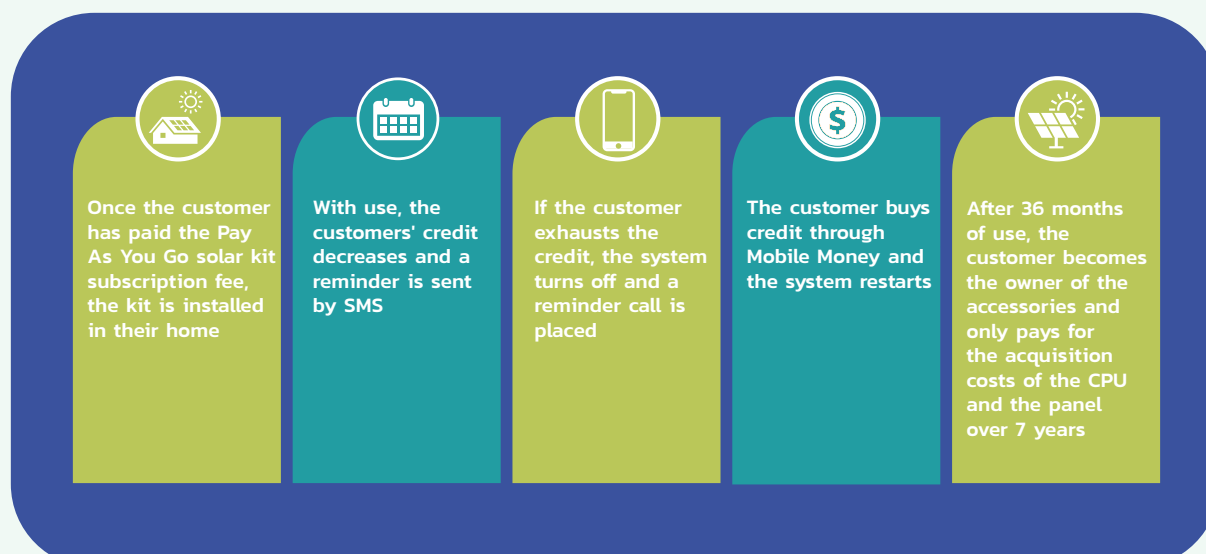 Once the customer
has paid the Pay
As You Go solar kit
subscription fee,
the kit is installed
in their home
With use, the
customers' credit
decreases and a
reminder is sent
by SMS
If the customer
exhausts the
credit, the system
turns off and a
reminder call is
placed
$
The customer buys
credit through
Mobile Money and
the system restarts
After 36 months
of use, the
customer becomes
the owner of the
accessories and
only pays for
the acquisition
costs of the CPU
and the panel
over 7 years